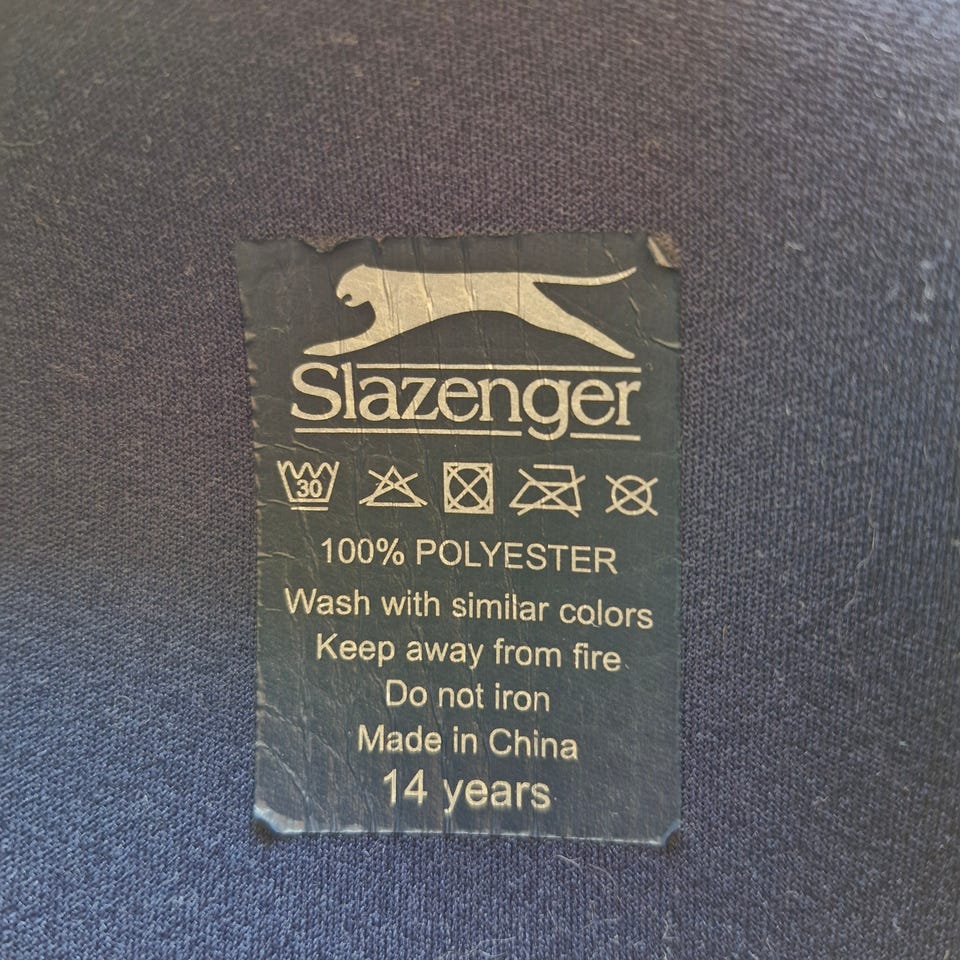 Slazenger
30
100% POLYESTER
Wash with similar colors
Keep away from fire
Do not iron
Made in China
14 years